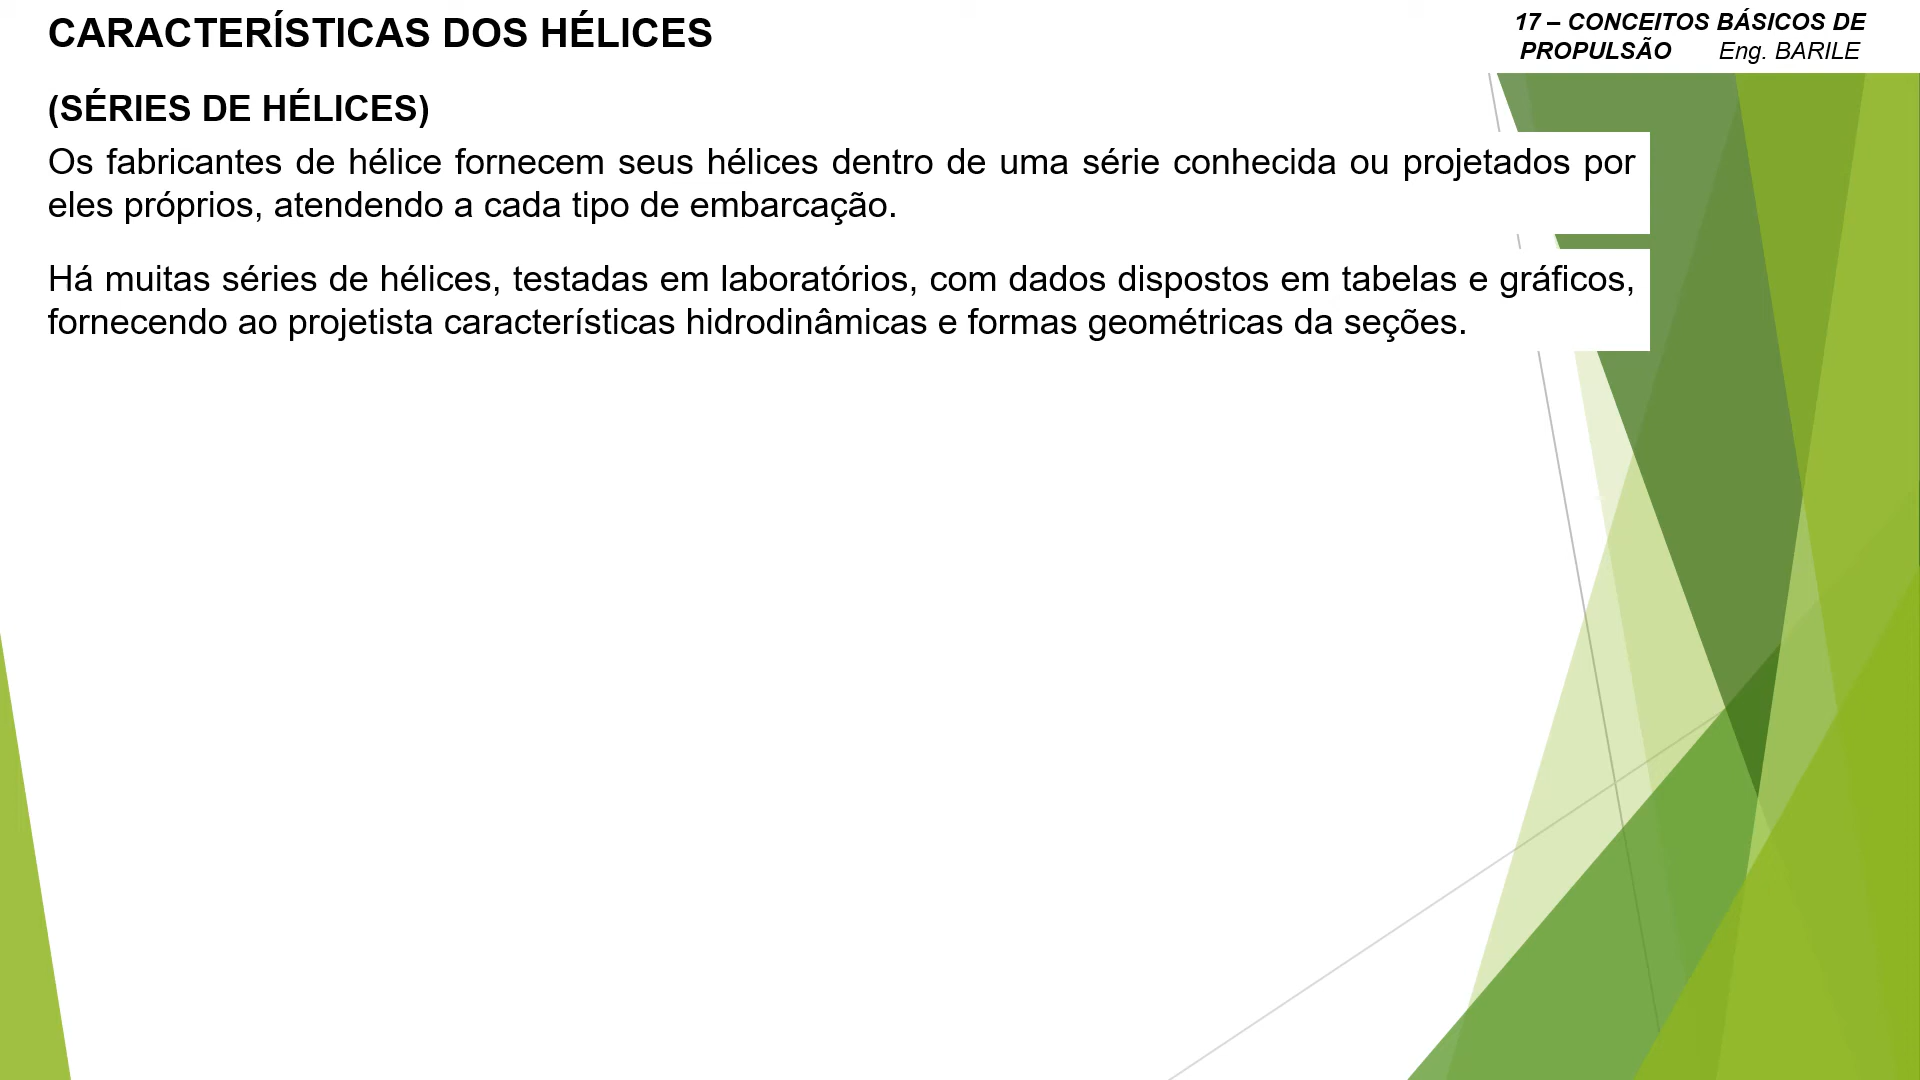 CARACTERÍSTICAS DOS HÉLICES
17 – CONCEITOS BÁSICOS DE
PROPULSÃO Eng. BARILE
(SÉRIES DE HÉLICES)
Os fabricantes de hélice fornecem seus hélices dentro de uma série conhecida ou projetados por
eles próprios, atendendo a cada tipo de embarcação.
Há muitas séries de hélices, testadas em laboratórios, com dados dispostos em tabelas e gráficos,
fornecendo ao projetista características hidrodinâmicas e formas geométricas da seções.